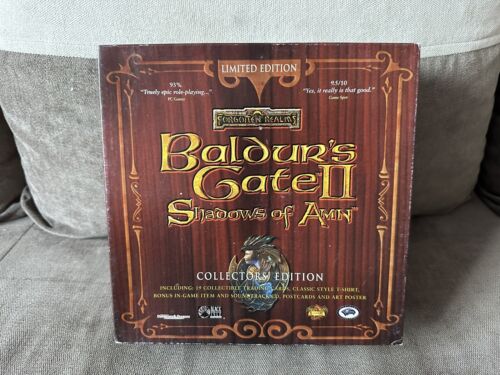 LIMITED EDITION
93%
"Truely epic role-playing..."
PC Gamer
9.5/10
"Yes, it really is that good."
Game Spot
FORGOTTEN REALMS
Baldur's
Gate II
Shadows of Amn
COLLECTORS EDITION
INCLUDING: 19 COLLECTIBLE TRADING CARDS, CLASSIC STYLE T-SHIRT,
BONUS IN-GAME ITEM AND SOUNDTRACK CD, POSTCARDS AND ART POSTER
BLACK ISLE